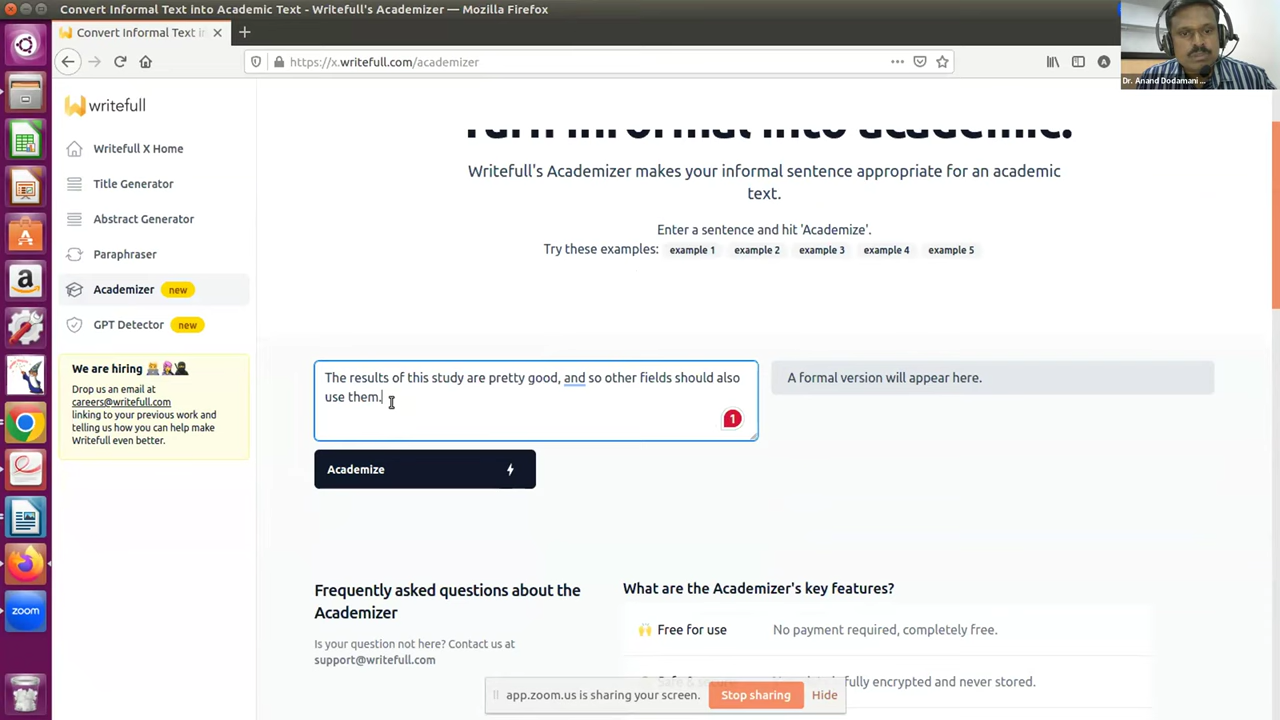 Convert Informal Text into Academic Text - Writefull's Academizer — Mozilla Firefox
Convert Informal Text in
https://x.writefull.com/academizer
Dr. Anand Dodamani ...
writefull
Writefull X Home
Title Generator
Abstract Generator
Paraphraser
Academizer new
GPT Detector new
We are hiring
Drop us an email at
careers@writefull.com
linking to your previous work and
telling us how you can help make
Writefull even better.
Turn informal into academic.
Writefull's Academizer makes your informal sentence appropriate for an academic
text.
Enter a sentence and hit 'Academize'.
Try these examples: example 1 example 2 example 3 example 4 example 5
The results of this study are pretty good, and so other fields should also
use them.
1
A formal version will appear here.
Academize
Frequently asked questions about the
Academizer
Is your question not here? Contact us at
support@writefull.com
What are the Academizer's key features?
Free for use No payment required, completely free.
fully encrypted and never stored.
app.zoom.us is sharing your screen. Stop sharing Hide
zoom